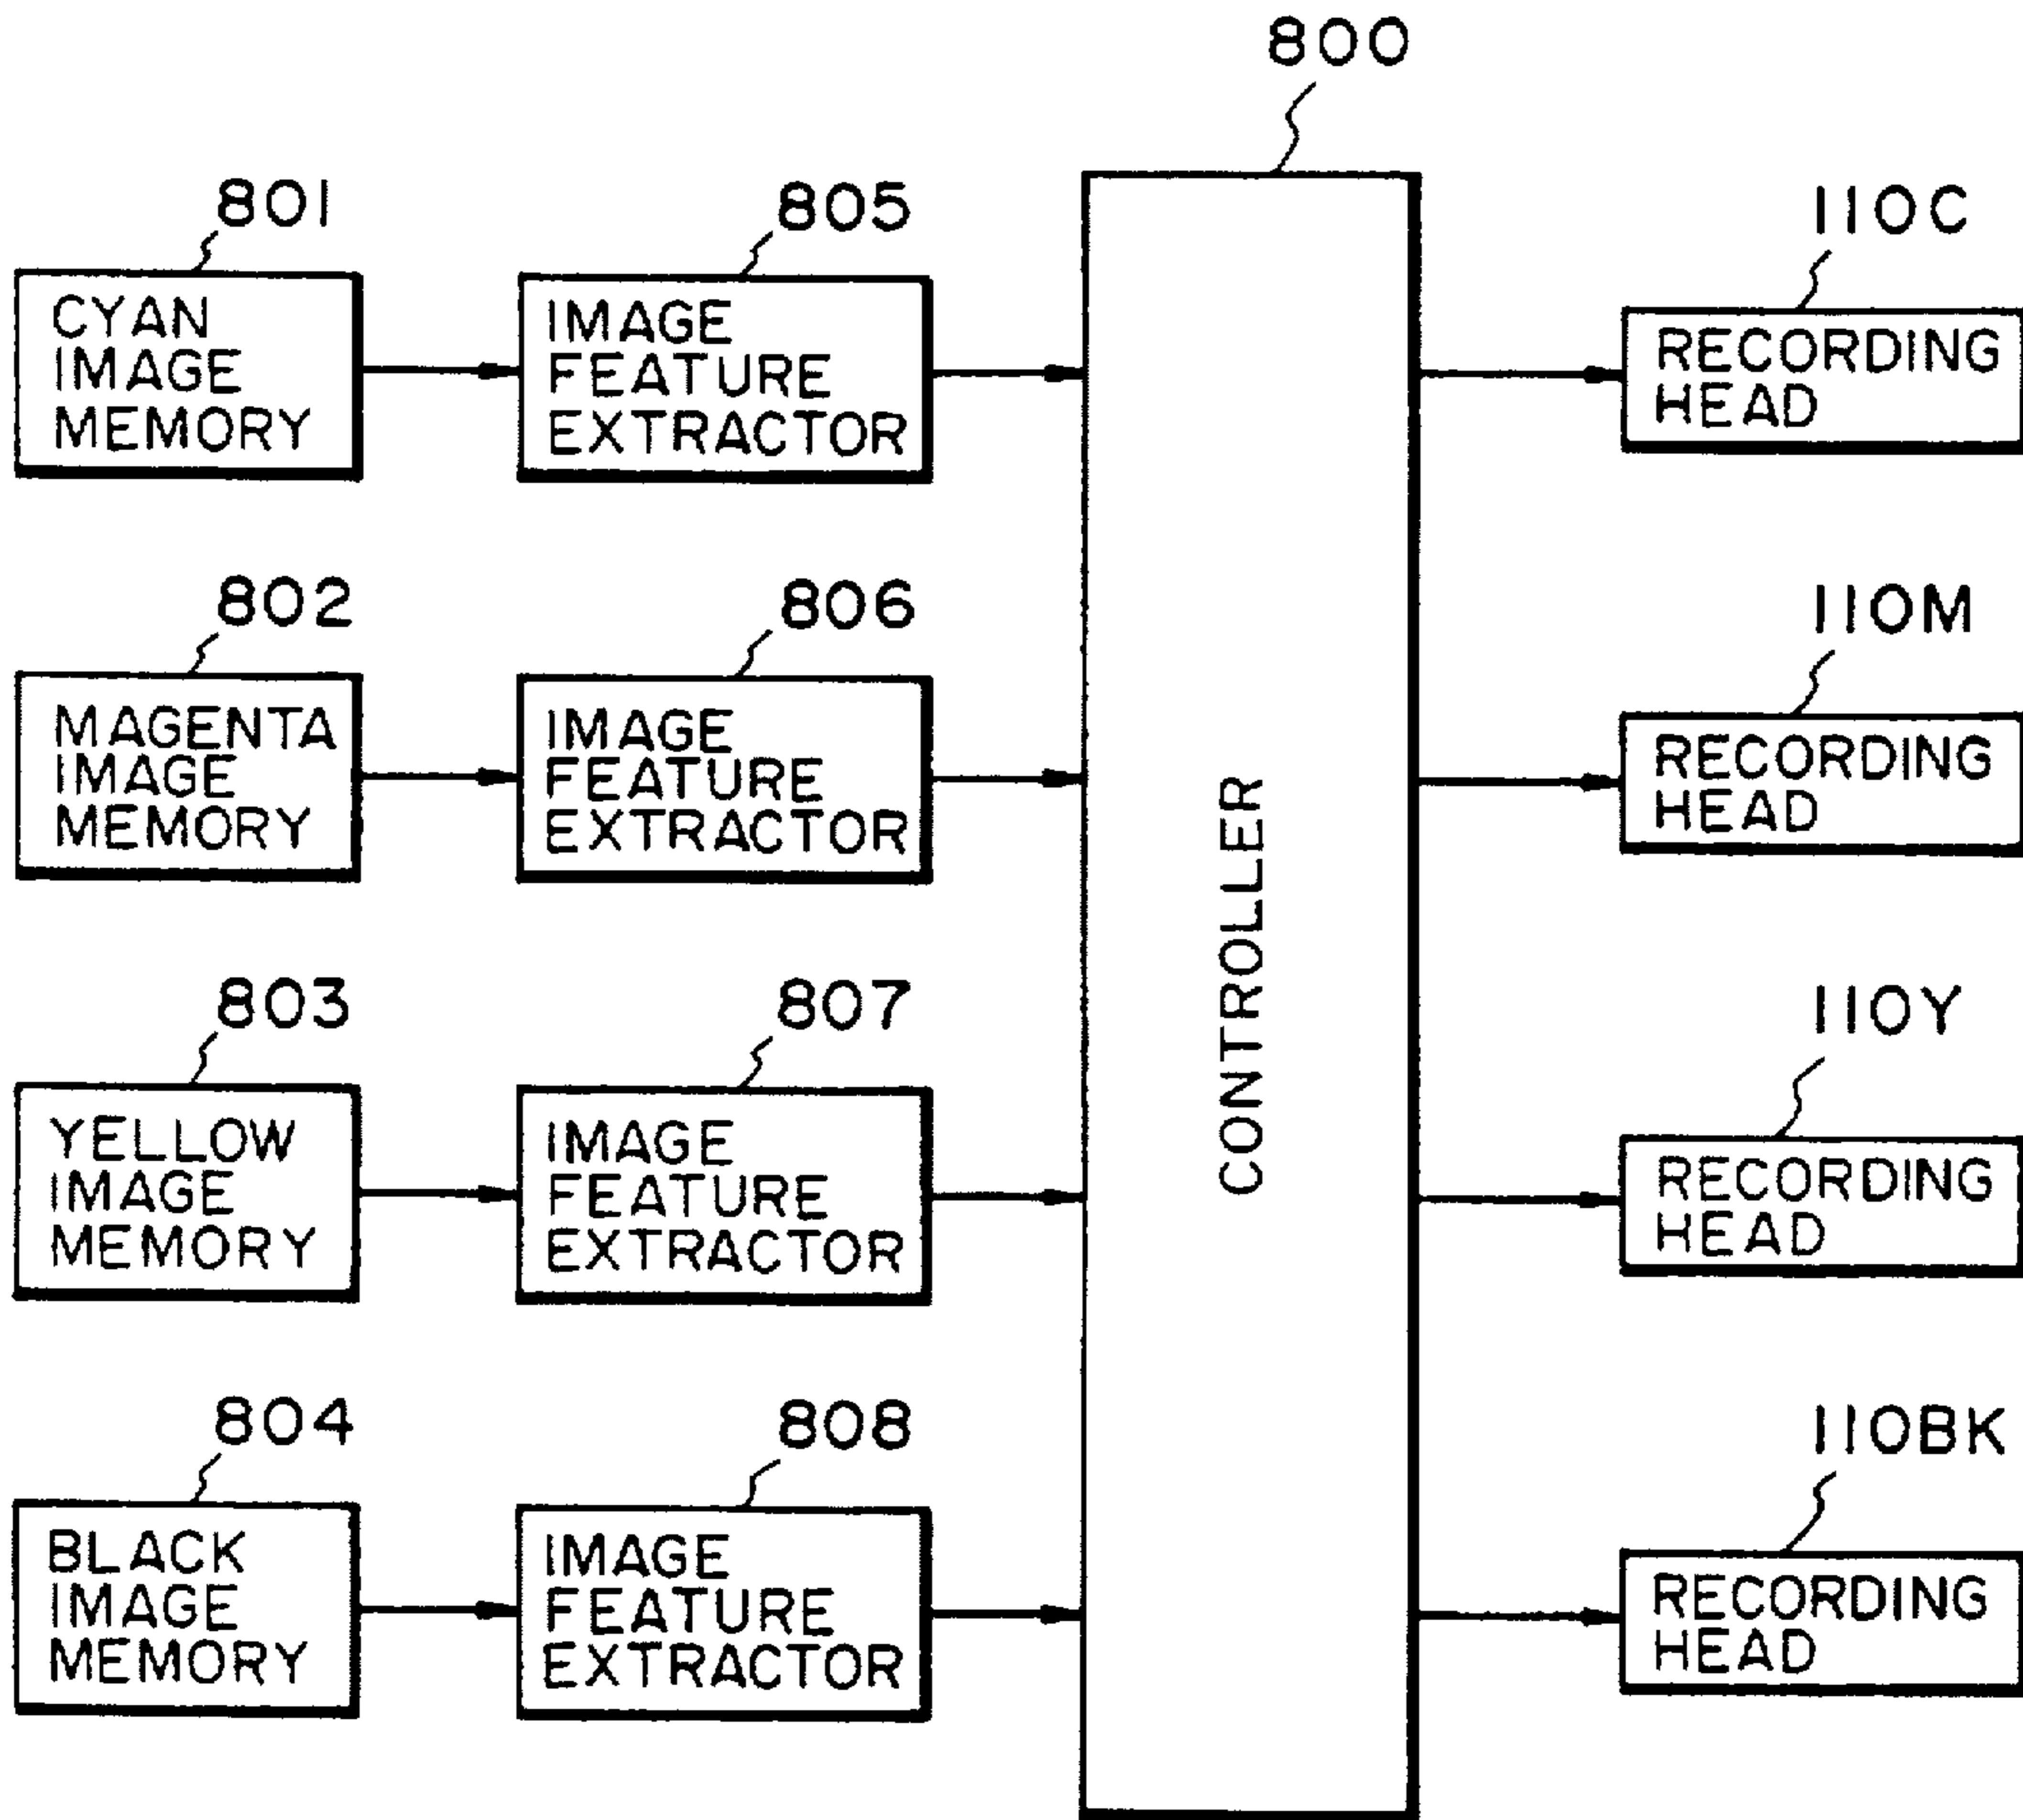 800
801
805
110C
CYAN
IMAGE
MEMORY
IMAGE
FEATURE
EXTRACTOR
RECORDING
HEAD
802
806
110M
MAGENTA
IMAGE
MEMORY
IMAGE
FEATURE
EXTRACTOR
RECORDING
HEAD
CONTROLLER
803
807
110Y
YELLOW
IMAGE
MEMORY
IMAGE
FEATURE
EXTRACTOR
RECORDING
HEAD
804
808
110BK
BLACK
IMAGE
MEMORY
IMAGE
FEATURE
EXTRACTOR
RECORDING
HEAD